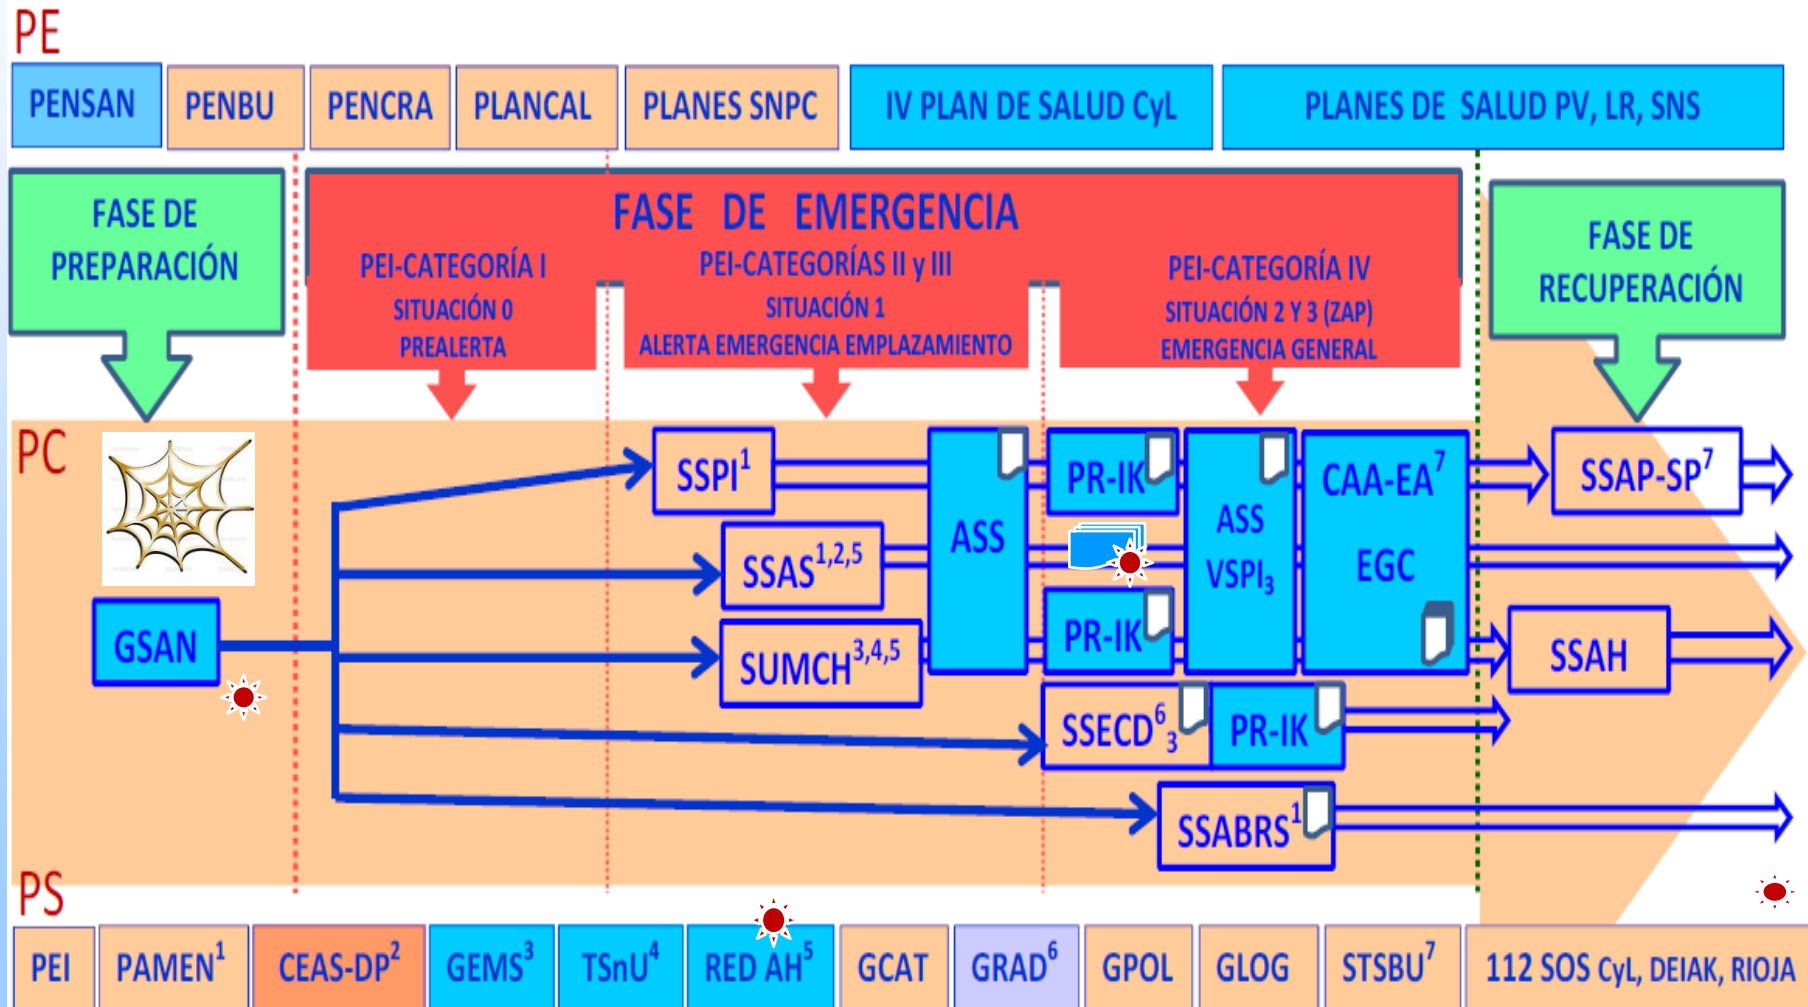 PE
PENSAN
PENBU
PENCRA
PLANCAL
PLANES SNPC
IV PLAN DE SALUD CyL
PLANES DE SALUD PV, LR, SNS
FASE DE
PREPARACIÓN
FASE DE EMERGENCIA
PEI-CATEGORÍA I
SITUACIÓN 0
PREALERTA
PEI-CATEGORÍAS II y III
SITUACIÓN 1
ALERTA EMERGENCIA EMPLAZAMIENTO
PEI-CATEGORÍA IV
SITUACIÓN 2 Y 3 (ZAP)
EMERGENCIA GENERAL
FASE DE
RECUPERACIÓN
PC
GSAN
SSPI1
SSAS1,2,5
SUMCH3,4,5
ASS
PR-IK
PR-IK
ASS
VSPI3
CAA-EA7
EGC
SSAP-SP7
SSAH
SSECD63
PR-IK
SSABRS1
PS
PEI
PAMEN1
CEAS-DP2
GEMS3
TSnU4
RED AH5
GCAT
GRAD6
GPOL
GLOG
STSBU7
112 SOS CyL, DEIAK, RIOJA